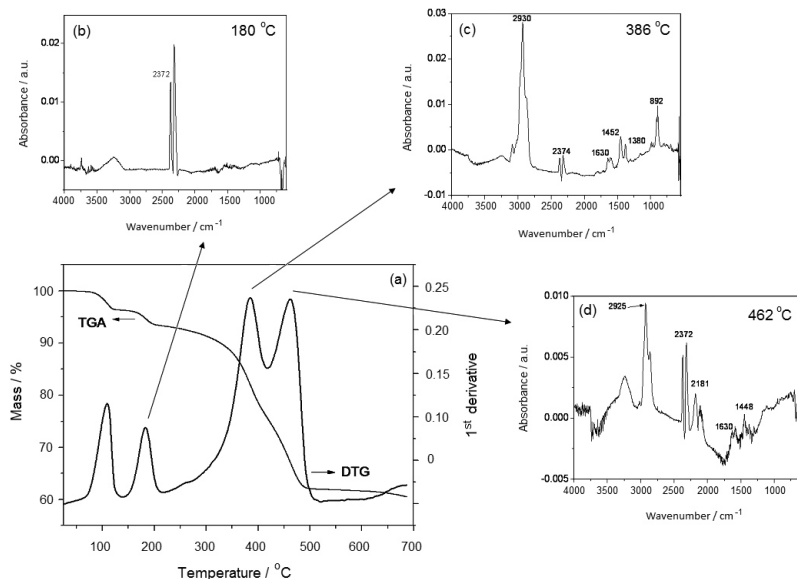 (b) 180 °C
2372
0.02
0.01
0.00
Absorbance / a.u.
4000 3500 3000 2500 2000 1500 1000
Wavenumber / cm⁻¹
(c) 386 °C
2930
892
1452
1380
2374
1630
0.03
0.02
0.01
0.00
-0.01
Absorbance / a.u.
4000 3500 3000 2500 2000 1500 1000
Wavenumber / cm⁻¹
(a)
TGA
DTG
100
90
80
70
60
Mass / %
0.25
0.20
0.15
0.10
0.05
0
1st derivative
100 200 300 400 500 600 700
Temperature / °C
(d) 462 °C
2925
2372
2181
1630
1448
0.010
0.005
0.000
-0.005
Absorbance / a.u.
4000 3500 3000 2500 2000 1500 1000
Wavenumber / cm⁻¹